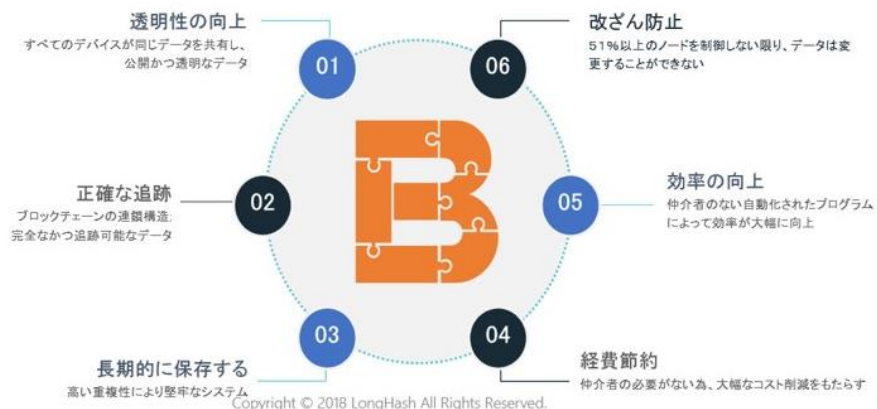 透明性の向上
すべてのデバイスが同じデータを共有し、
公開かつ透明なデータ
01
正確な追跡
ブロックチェーンの連鎖構造:
完全なかつ追跡可能なデータ
02
長期的に保存する
高い重複性により堅牢なシステム
03
経費節約
仲介者の必要がない為、大幅なコスト削減をもたらす
04
効率の向上
仲介者のない自動化されたプログラム
によって効率が大幅に向上
05
改ざん防止
51%以上のノードを制御しない限り、データは変
更することができない
06
Copyright © 2018 LongHash All Rights Reserved.